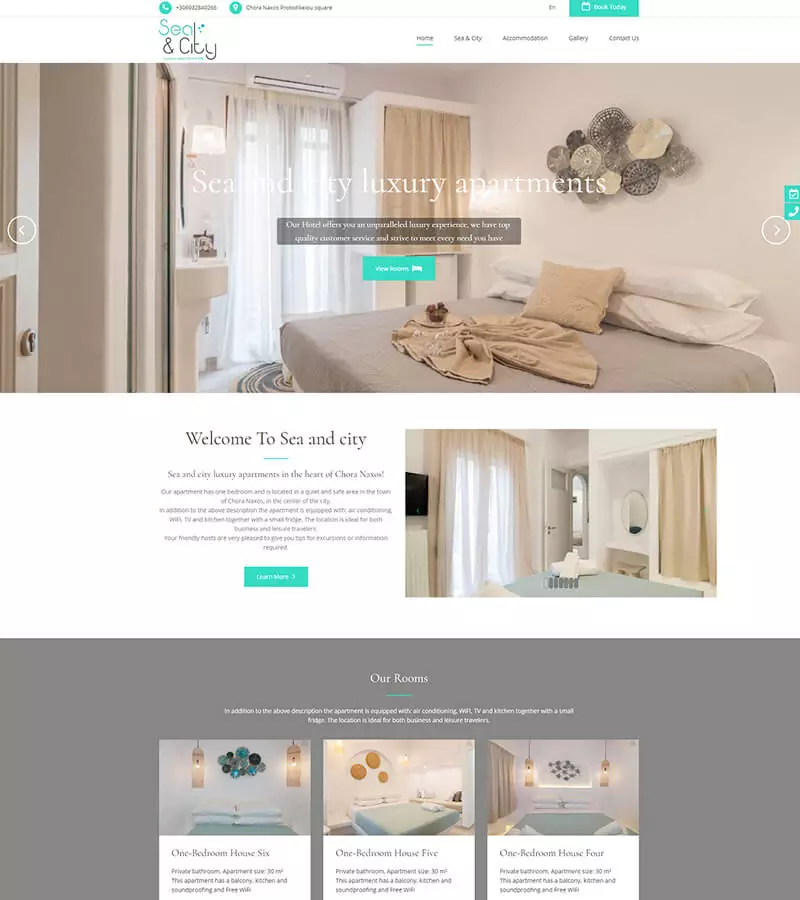 +306932840266
Chora Naxos Protodikeiou square
En
Book Today
Sea
& City
Home
Sea & City
Accommodation
Gallery
Contact Us
Sea and city luxury apartments
Our Hotel offers you an unparalleled luxury experience, we have top
quality customer service and strive to meet every need you have
View Rooms
Welcome To Sea and city
Sea and city luxury apartments in the heart of Chora Naxos!
Our apartment has one bedroom and is located in a quiet and safe area in the town
of Chora Naxos, in the center of the city.
In addition to the above description the apartment is equipped with: air conditioning,
WiFi, TV and kitchen together with a small fridge. The location is ideal for both
business and leisure travelers.
Your friendly hosts are very pleased to give you tips for excursions or information
required.
Learn More
Our Rooms
In addition to the above description the apartment is equipped with: air conditioning, WiFi, TV and kitchen together with a small
fridge. The location is ideal for both business and leisure travelers.
One-Bedroom House Six
Private bathroom, Apartment size: 30 m²
This apartment has a balcony, kitchen and
soundproofing and Free WiFi
One-Bedroom House Five
Private bathroom, Apartment size: 30 m²
This apartment has a balcony, kitchen and
soundproofing and Free WiFi
One-Bedroom House Four
Private bathroom, Apartment size: 30 m²
This apartment has a balcony, kitchen and
soundproofing and Free WiFi